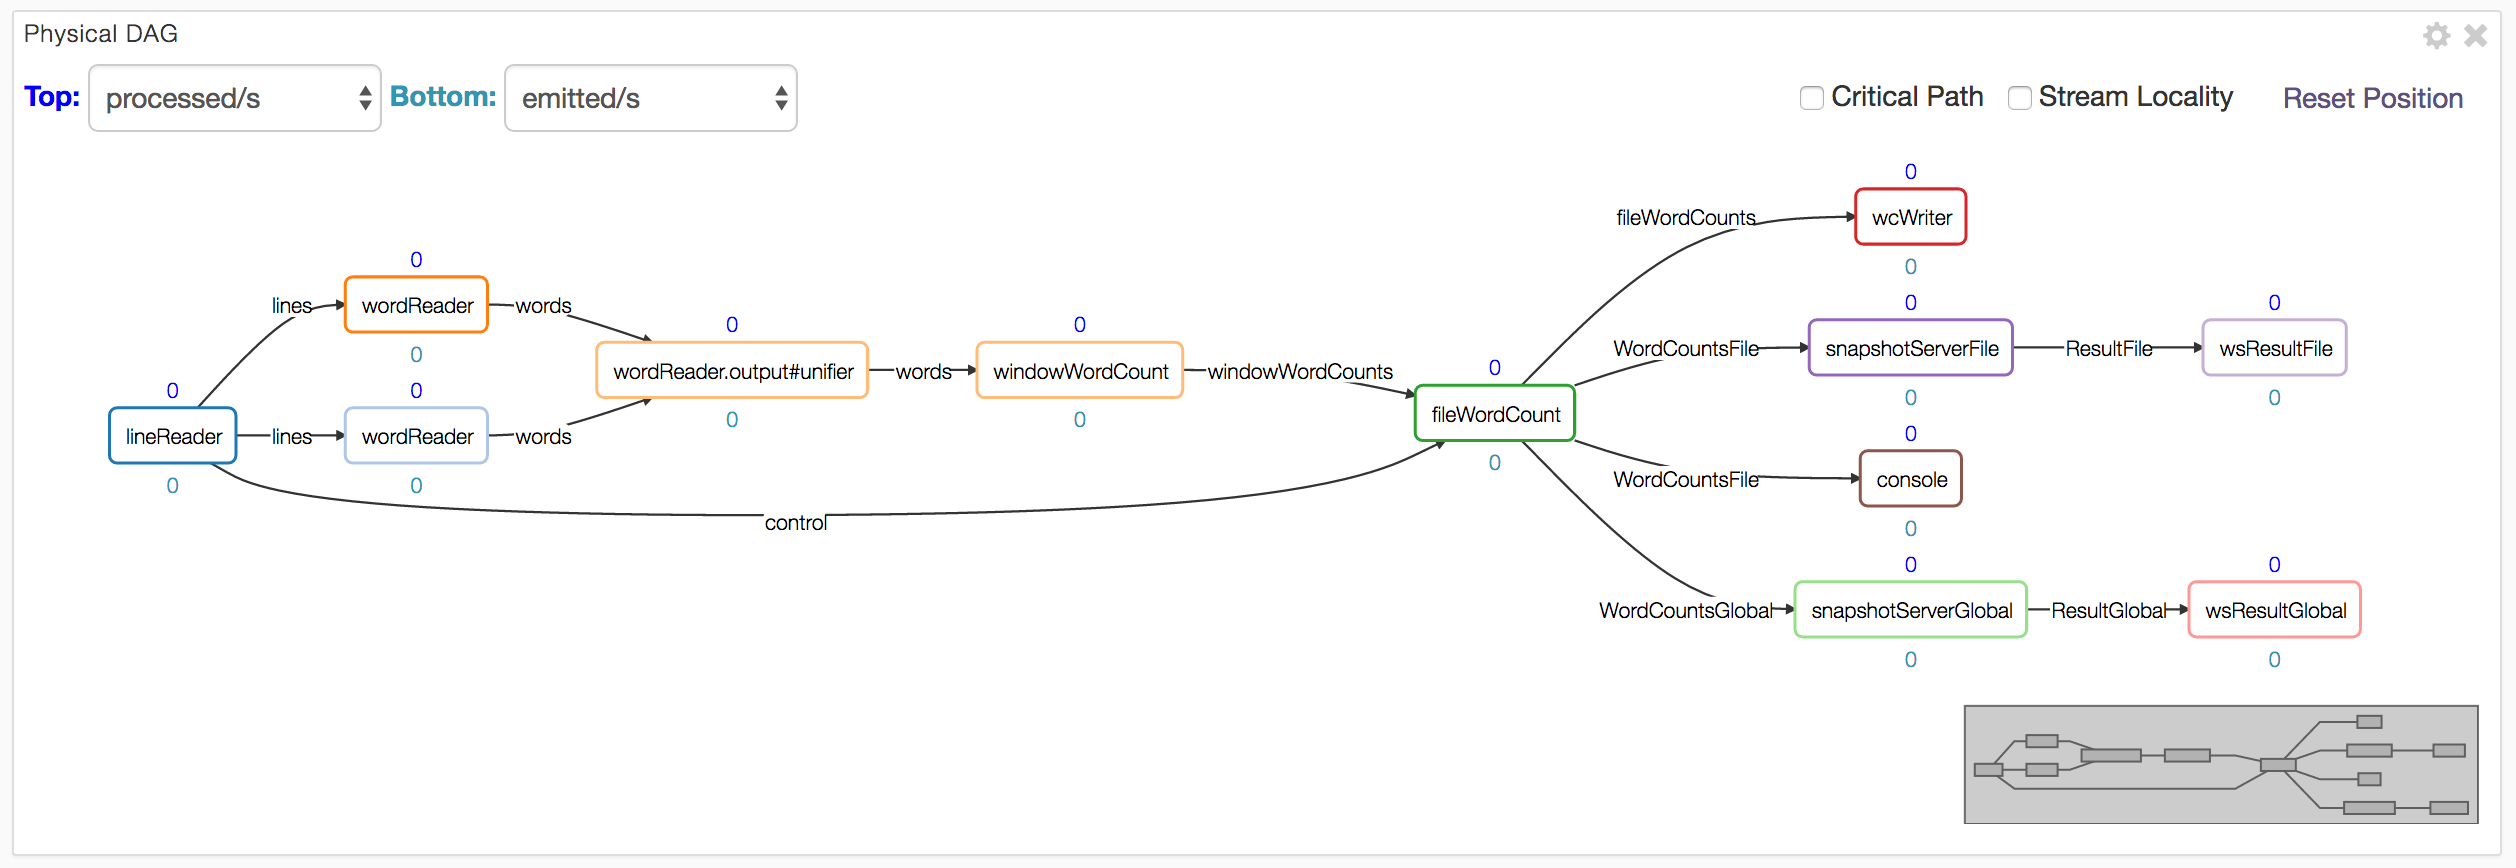 Physical DAG
Top: processed/s Bottom: emitted/s Critical Path Stream Locality Reset Position
0
fileWordCounts wcWriter
0
0
lines wordReader words
0
0
lineReader
0
0
lines wordReader words
0
0
wordReader.output#unifier words
0
0
windowWordCount windowWordCounts
0
control
0
fileWordCount
0
0
WordCountsFile snapshotServerFile ResultFile
0
0
wsResultFile
0
0
WordCountsFile console
0
0
WordCountsGlobal snapshotServerGlobal ResultGlobal
0
0
wsResultGlobal
0